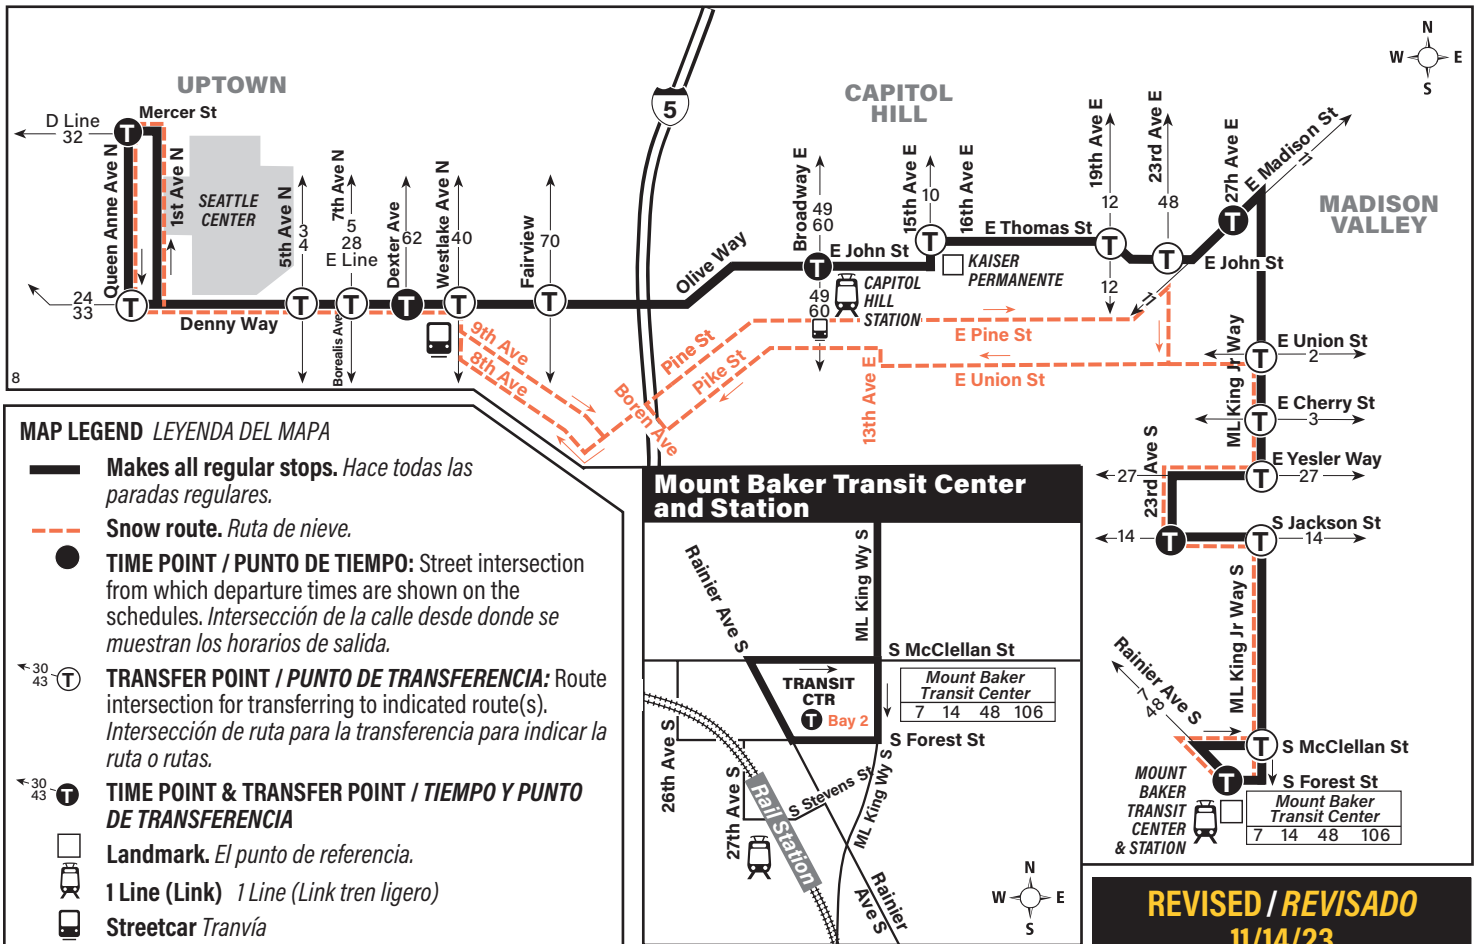 UPTOWN
Mercer St
D Line
32
Queen Anne Ave N
1st Ave N
SEATTLE
CENTER
24
33
Denny Way
5th Ave N
3
4
7th Ave N
5
28
E Line
Borealis Ave
Dexter Ave
62
Westlake Ave N
40
Fairview
70
9th Ave
8th Ave
5
Olive Way
Boren Ave
Pine St
Pike St
CAPITOL
HILL
Broadway E
49
60
E John St
49
60
CAPITOL
HILL
STATION
15th Ave E
10
16th Ave E
KAISER
PERMANENTE
E Thomas St
19th Ave E
12
12
23rd Ave E
48
11
27h Ave E
E Madison St
11
E John St
MADISON
VALLEY
E Pine St
E Union St
13th Ave E
N
W E
S
ML King Jr Way
E Union St
2
E Cherry St
3
E Yesler Way
27
27
23rd Ave S
S Jackson St
14
14
ML King Jr Way S
Rainier Ave S
7
48
S McClellan St
S Forest St
MOUNT
BAKER
TRANSIT
CENTER
& STATION
Mount Baker
Transit Center
7 14 48 106
8
MAP LEGEND LEYENDA DEL MAPA
Makes all regular stops. Hace todas las
paradas regulares.
Snow route. Ruta de nieve.
TIME POINT / PUNTO DE TIEMPO: Street intersection
from which departure times are shown on the
schedules. Intersección de la calle desde donde se
muestran los horarios de salida.
30
43 T
TRANSFER POINT / PUNTO DE TRANSFERENCIA: Route
intersection for transferring to indicated route(s).
Intersección de ruta para la transferencia para indicar la
ruta o rutas.
30
43 T
TIME POINT & TRANSFER POINT / TIEMPO Y PUNTO
DE TRANSFERENCIA
Landmark. El punto de referencia.
1 Line (Link) 1 Line (Link tren ligero)
Streetcar Tranvía
Mount Baker Transit Center
and Station
Rainier Ave S
ML King Wy S
S McClellan St
TRANSIT
CTR
T Bay 2
Mount Baker
Transit Center
7 14 48 106
S Forest St
26th Ave S
27th Ave S
Rail Station
S Stevens St
ML King Wy S
Rainier
Ave S
N
W E
S
REVISED / REVISADO
11/14/23